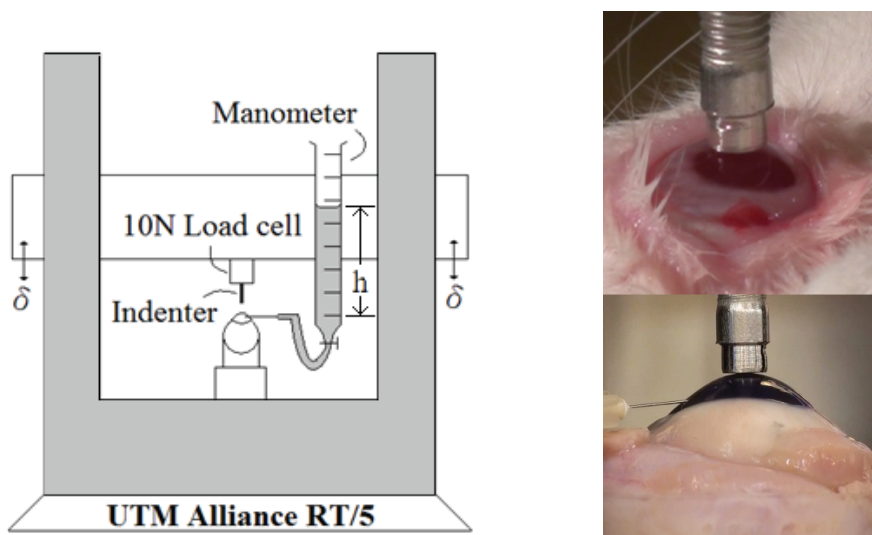 Manometer
10N Load cell
h
δ
δ
Indenter
UTM Alliance RT/5